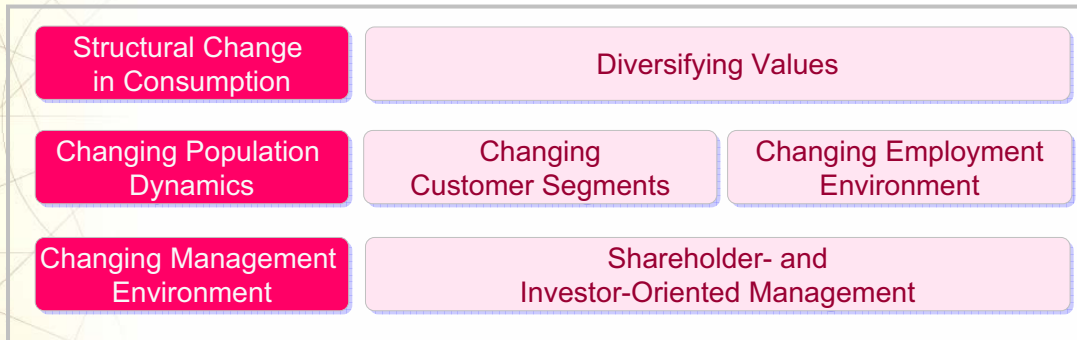 Structural Change
in Consumption
Diversifying Values
Changing Population
Dynamics
Changing
Customer Segments
Changing Employment
Environment
Changing Management
Environment
Shareholder- and
Investor-Oriented Management